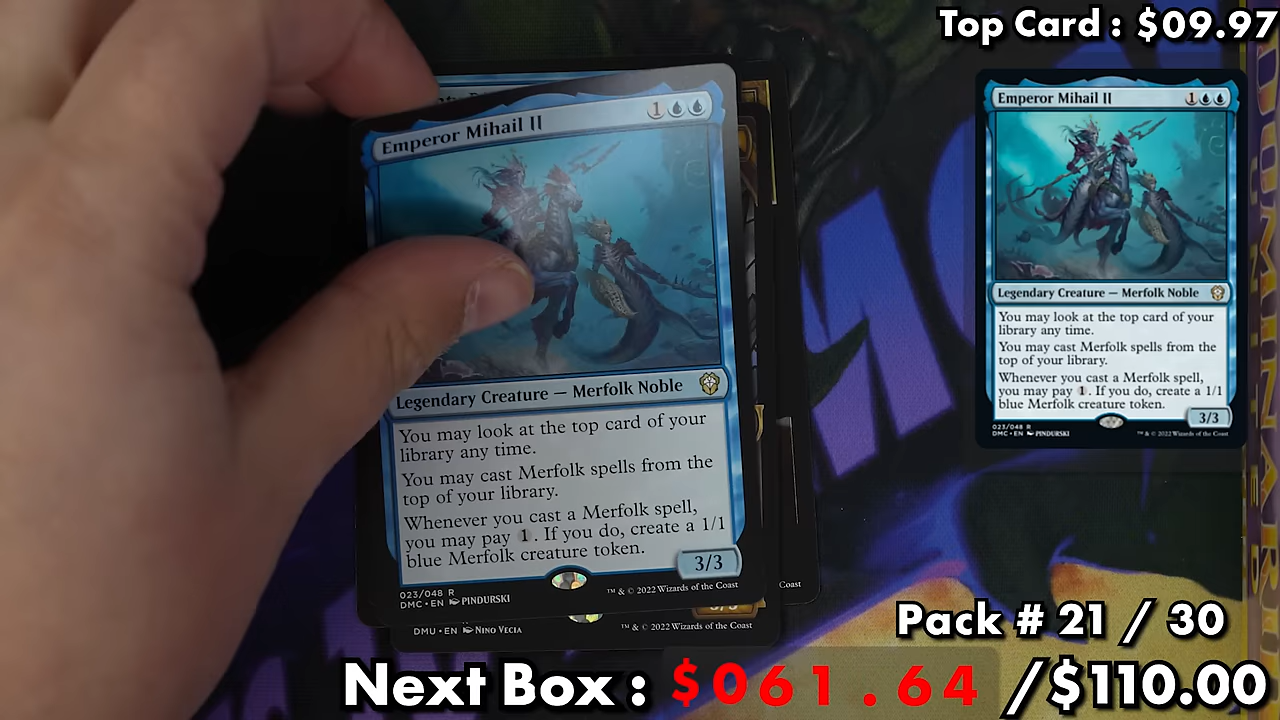 Top Card : $09.97
Emperor Mihail II 1
Legendary Creature — Merfolk Noble
You may look at the top card of your
library any time.
You may cast Merfolk spells from the
top of your library.
Whenever you cast a Merfolk spell,
you may pay 1. If you do, create a 1/1
blue Merfolk creature token.
3/3
023/048 R
DMC • EN PINDURSKI
™ & © 2022 Wizards of the Coast
DMU • EN NINO VECIA
™ & © 2022 Wizards of the Coast
Coast
Emperor Mihail II 1
Legendary Creature — Merfolk Noble
You may look at the top card of your
library any time.
You may cast Merfolk spells from the
top of your library.
Whenever you cast a Merfolk spell,
you may pay 1. If you do, create a 1/1
blue Merfolk creature token.
3/3
023/048 R
DMC • EN PINDURSKI
™ & © 2022 Wizards of the Coast
Pack # 21 / 30
Next Box : $061.64 /$110.00